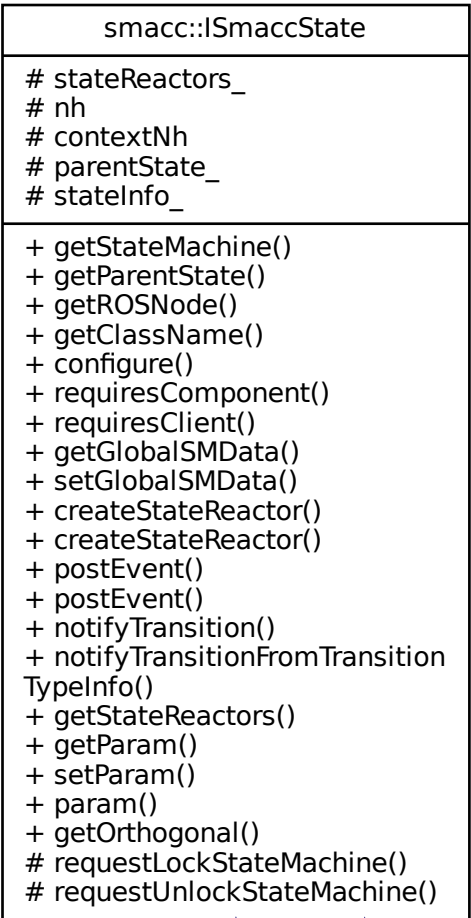 smacc::ISmaccState
# stateReactors_
# nh
# contextNh
# parentState_
# stateInfo_
+ getStateMachine()
+ getParentState()
+ getROSNode()
+ getClassName()
+ configure()
+ requiresComponent()
+ requiresClient()
+ getGlobalSMData()
+ setGlobalSMData()
+ createStateReactor()
+ createStateReactor()
+ postEvent()
+ postEvent()
+ notifyTransition()
+ notifyTransitionFromTransition
TypeInfo()
+ getStateReactors()
+ getParam()
+ setParam()
+ param()
+ getOrthogonal()
# requestLockStateMachine()
# requestUnlockStateMachine()